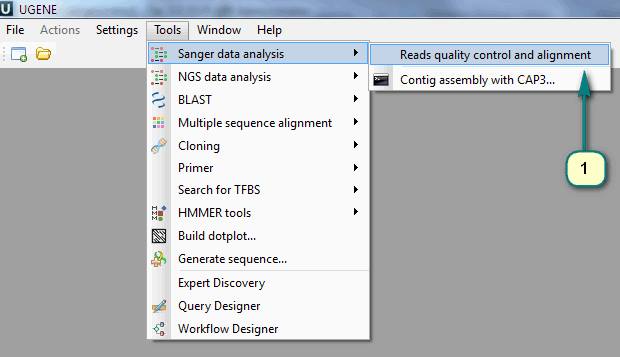 UGENE
File Actions Settings Tools Window Help
Sanger data analysis
Reads quality control and alignment
NGS data analysis
Contig assembly with CAP3...
BLAST
Multiple sequence alignment
Cloning
1
Primer
Search for TFBS
HMMER tools
Build dotplot...
Generate sequence...
Expert Discovery
Query Designer
Workflow Designer